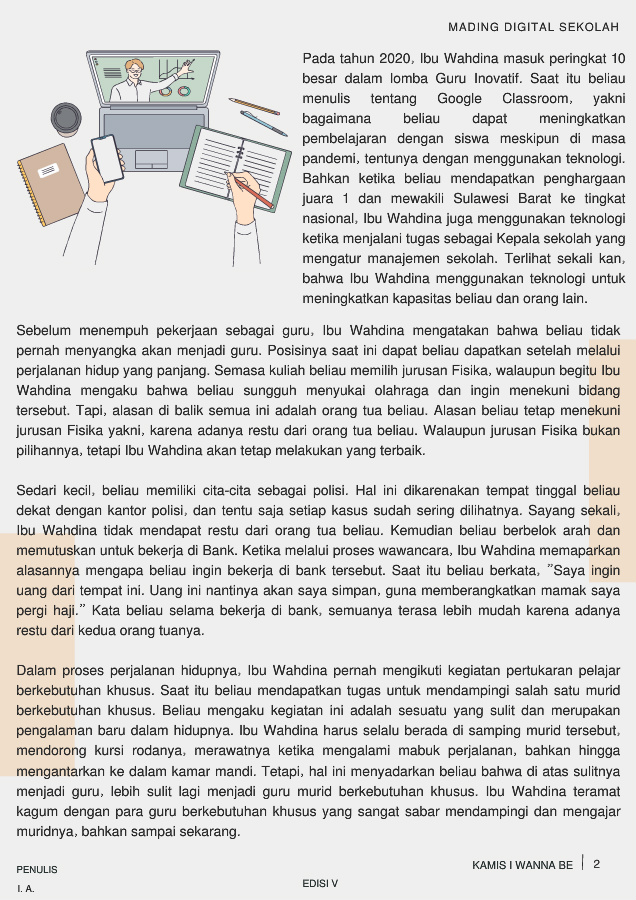 MADING DIGITAL SEKOLAH
Pada tahun 2020, Ibu Wahdina masuk peringkat 10
besar dalam lomba Guru Inovatif. Saat itu beliau
menulis tentang Google Classroom, yakni
bagaimana beliau dapat meningkatkan
pembelajaran dengan siswa meskipun di masa
pandemi, tentunya dengan menggunakan teknologi.
Bahkan ketika beliau mendapatkan penghargaan
juara 1 dan mewakili Sulawesi Barat ke tingkat
nasional, Ibu Wahdina juga menggunakan teknologi
ketika menjalani tugas sebagai Kepala sekolah yang
mengatur manajemen sekolah. Terlihat sekali kan,
bahwa Ibu Wahdina menggunakan teknologi untuk
meningkatkan kapasitas beliau dan orang lain.
Sebelum menempuh pekerjaan sebagai guru, Ibu Wahdina mengatakan bahwa beliau tidak
pernah menyangka akan menjadi guru. Posisinya saat ini dapat beliau dapatkan setelah melalui
perjalanan hidup yang panjang. Semasa kuliah beliau memilih jurusan Fisika, walaupun begitu Ibu
Wahdina mengaku bahwa beliau sungguh menyukai olahraga dan ingin menekuni bidang
tersebut. Tapi, alasan di balik semua ini adalah orang tua beliau. Alasan beliau tetap menekuni
jurusan Fisika yakni, karena adanya restu dari orang tua beliau. Walaupun jurusan Fisika bukan
pilihannya, tetapi Ibu Wahdina akan tetap melakukan yang terbaik.
Sedari kecil, beliau memiliki cita-cita sebagai polisi. Hal ini dikarenakan tempat tinggal beliau
dekat dengan kantor polisi, dan tentu saja setiap kasus sudah sering dilihatnya. Sayang sekali,
Ibu Wahdina tidak mendapat restu dari orang tua beliau. Kemudian beliau berbelok arah dan
memutuskan untuk bekerja di Bank. Ketika melalui proses wawancara, Ibu Wahdina memaparkan
alasannya mengapa beliau ingin bekerja di bank tersebut. Saat itu beliau berkata, ”Saya ingin
uang dari tempat ini. Uang ini nantinya akan saya simpan, guna memberangkatkan mamak saya
pergi haji.” Kata beliau selama bekerja di bank, semuanya terasa lebih mudah karena adanya
restu dari kedua orang tuanya.
Dalam proses perjalanan hidupnya, Ibu Wahdina pernah mengikuti kegiatan pertukaran pelajar
berkebutuhan khusus. Saat itu beliau mendapatkan tugas untuk mendampingi salah satu murid
berkebutuhan khusus. Beliau mengaku kegiatan ini adalah sesuatu yang sulit dan merupakan
pengalaman baru dalam hidupnya. Ibu Wahdina harus selalu berada di samping murid tersebut,
mendorong kursi rodanya, merawatnya ketika mengalami mabuk perjalanan, bahkan hingga
mengantarkan ke dalam kamar mandi. Tetapi, hal ini menyadarkan beliau bahwa di atas sulitnya
menjadi guru, lebih sulit lagi menjadi guru murid berkebutuhan khusus. Ibu Wahdina teramat
kagum dengan para guru berkebutuhan khusus yang sangat sabar mendampingi dan mengajar
muridnya, bahkan sampai sekarang.
PENULIS
I. A.
EDISI V
KAMIS I WANNA BE | 2